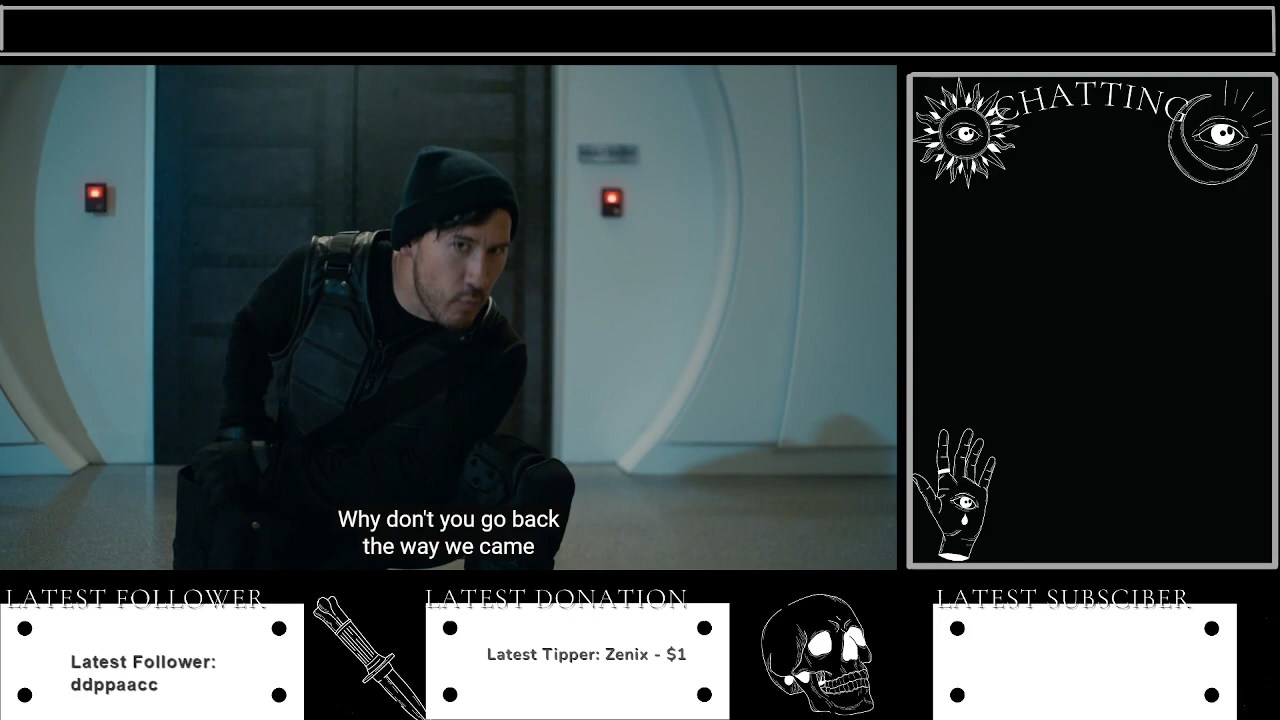 CHATTING
Why don't you go back
the way we came
LATEST FOLLOWER
LATEST DONATION
LATEST SUBSCIBER
Latest Follower:
ddppaacc
Latest Tipper: Zenix - $1